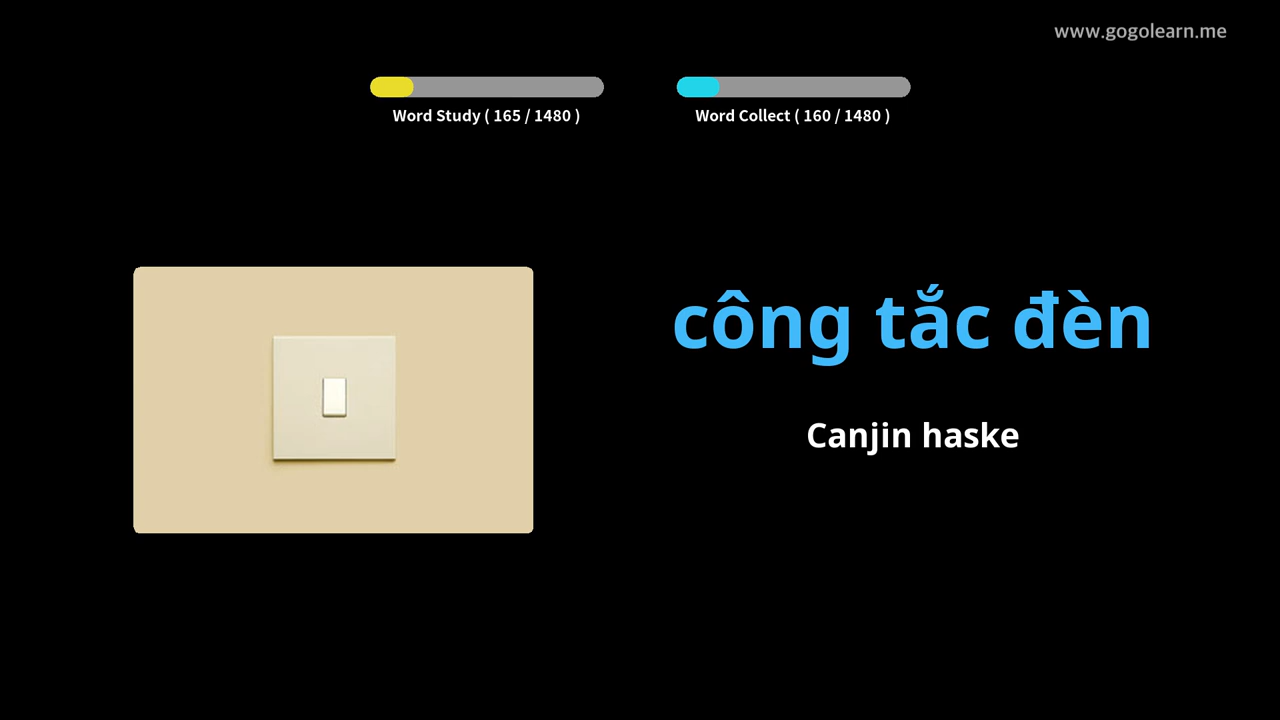 www.gogolearn.me
Word Study ( 165 / 1480 )
Word Collect ( 160 / 1480 )
công tắc đèn
Canjin haske